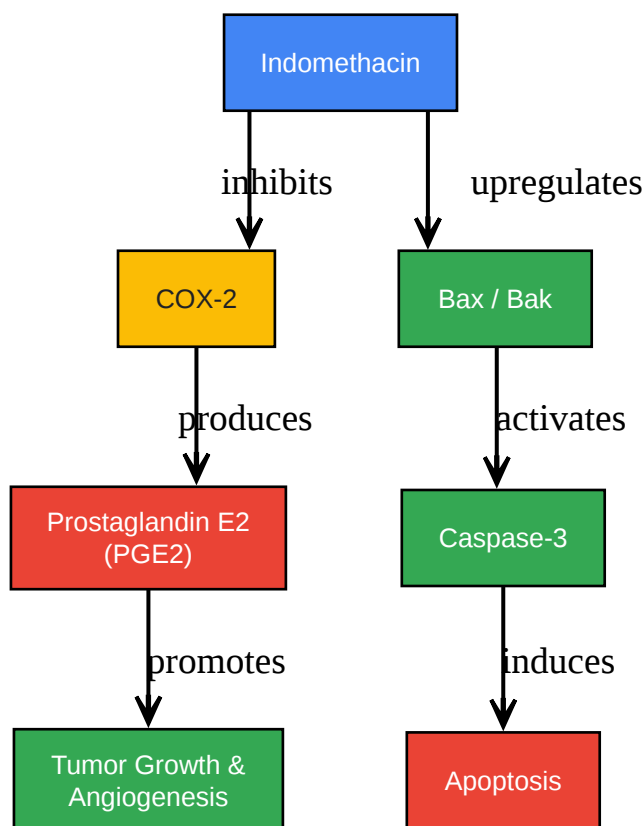 Indomethacin
inhibits
upregulates
COX-2
Bax / Bak
produces
activates
Prostaglandin E2
(PGE2)
Caspase-3
promotes
induces
Tumor Growth &
Angiogenesis
Apoptosis